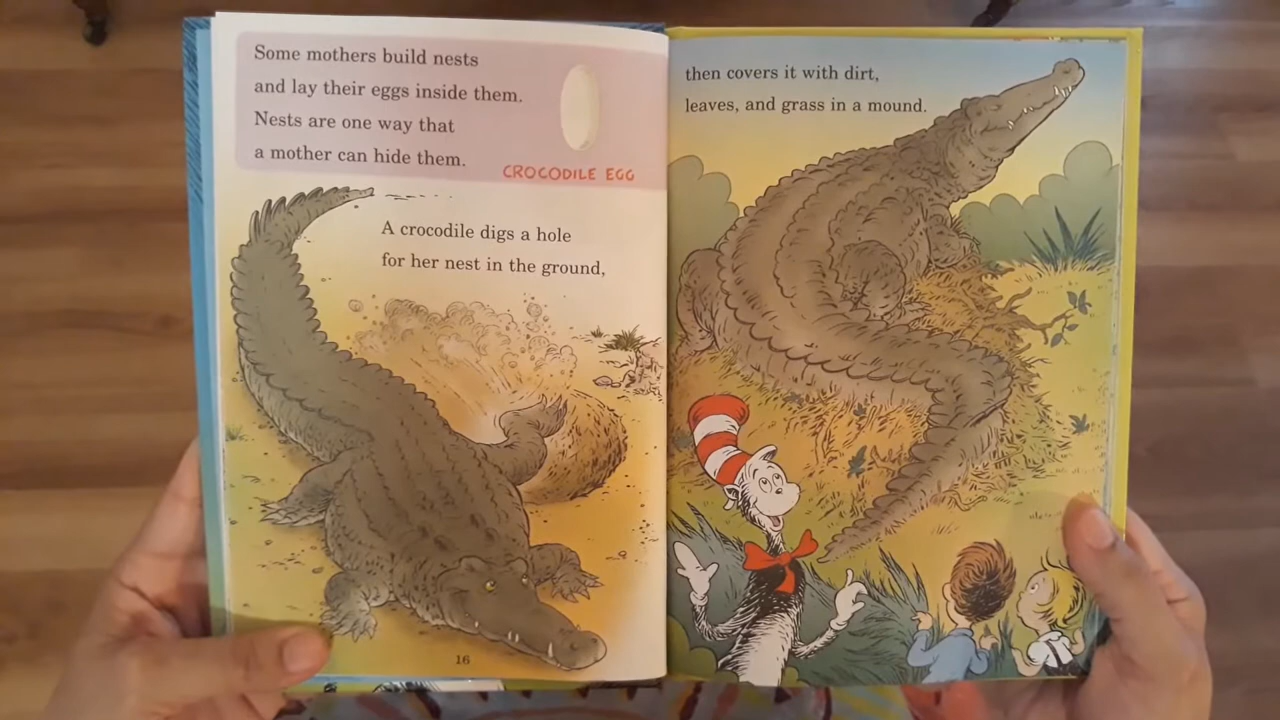 Some mothers build nests
and lay their eggs inside them.
Nests are one way that
a mother can hide them.
CROCODILE EGG
A crocodile digs a hole
for her nest in the ground,
16
then covers it with dirt,
leaves, and grass in a mound.